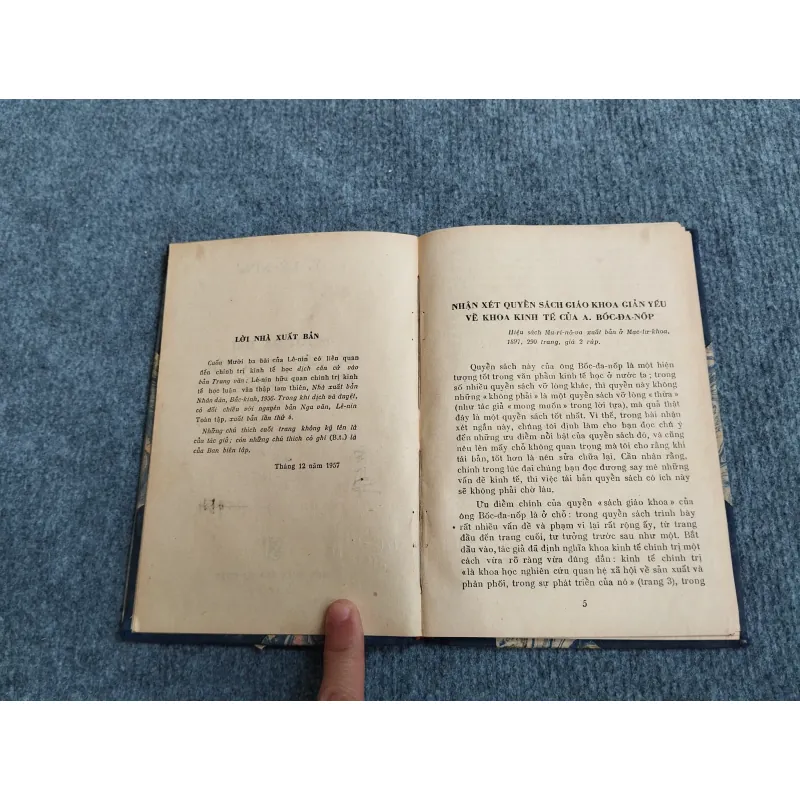 LỜI NHÀ XUẤT BẢN
Cuốn Mười ba bài của Lê-nin có liên quan
đến chính trị kinh tế học dịch căn cứ vào
bản Trung văn; Lê-nin hữu quan chính trị kinh
tế học luận văn thập lam thiên, Nhà xuất bản
Nhân dân, Bắc-kinh, 1956. Trong khi dịch và duyệt,
có đối chiếu với nguyên bản Nga văn, Lê-nin
Toàn tập, xuất bản lần thứ 4.
Những chú thích cuối trang không ký tên là
của tác giả; còn những chú thích có ghi (B.t.) là
của Ban biên tập.
Tháng 12 năm 1957
NHẬN XÉT QUYỂN SÁCH GIÁO KHOA GIẢN YẾU
VỀ KHOA KINH TẾ CỦA A. BỐC-ĐA-NỐP
Hiệu sách Mu-ri-nô-va xuất bản ở Mạc-tư-khoa,
1897, 290 trang, giá 2 rúp.
Quyển sách này của ông Bốc-đa-nốp là một hiện
tượng tốt trong văn phẩm kinh tế học ở nước ta; trong
số nhiều quyển sách vỡ lòng khác, thì quyển này không
những « không phải » là một quyển sách vỡ lòng « thừa »
(như tác giả « mong muốn » trong lời tựa), mà quả thật
đây là một quyển sách tốt nhất. Vì thế, trong bài nhận
xét ngắn này, chúng tôi định làm cho bạn đọc chú ý
đến những ưu điểm nổi bật của quyển sách đó, và cũng
nêu lên mấy chỗ không quan trọng mà tôi cho rằng khi
tái bản, tốt hơn là nên sửa chữa lại. Cần nhận rằng,
chính trong lúc đại chúng bạn đọc đương say mê những
vấn đề kinh tế, thì việc tái bản quyển sách có ích này
sẽ không phải chờ lâu.
Ưu điểm chính của quyển « sách giáo khoa » của
ông Bốc-đa-nốp là ở chỗ: trong quyển sách trình bày
rất nhiều vấn đề và phạm vi lại rất rộng ấy, từ trang
đầu đến trang cuối, tư tưởng trước sau như một. Bắt
đầu vào, tác giả đã định nghĩa khoa kinh tế chính trị một
cách vừa rõ ràng vừa đúng đắn: kinh tế chính trị
« là khoa học nghiên cứu quan hệ xã hội về sản xuất và
phân phối, trong sự phát triển của nó » (trang 3), trong
5